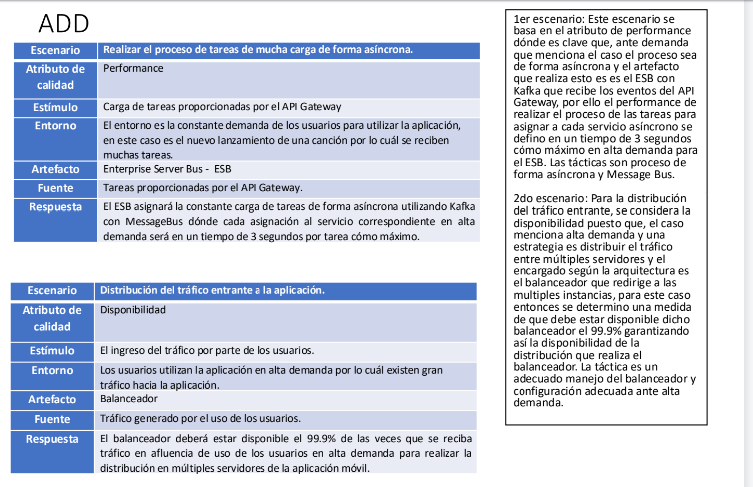 ADD
Escenario Realizar el proceso de tareas de mucha carga de forma asíncrona.
Atributo de Performance
calidad
Estímulo Carga de tareas proporcionadas por el API Gateway
Entorno El entorno es la constante demanda de los usuarios para utilizar la aplicación,
en este caso es el nuevo lanzamiento de una canción por lo cuál se reciben
muchas tareas.
Artefacto Enterprise Server Bus - ESB
Fuente Tareas proporcionadas por el API Gateway.
Respuesta El ESB asignará la constante carga de tareas de forma asíncrona utilizando Kafka
con MessageBus dónde cada asignación al servicio correspondiente en alta
demanda será en un tiempo de 3 segundos por tarea cómo máximo.
Escenario Distribución del tráfico entrante a la aplicación.
Atributo de Disponibilidad
calidad
Estímulo El ingreso del tráfico por parte de los usuarios.
Entorno Los usuarios utilizan la aplicación en alta demanda por lo cuál existen gran
tráfico hacia la aplicación.
Artefacto Balanceador
Fuente Tráfico generado por el uso de los usuarios.
Respuesta El balanceador deberá estar disponible el 99.9% de las veces que se reciba
tráfico en afluencia de uso de los usuarios en alta demanda para realizar la
distribución en múltiples servidores de la aplicación móvil.
1er escenario: Este escenario se
basa en el atributo de performance
dónde es clave que, ante demanda
que menciona el caso el proceso sea
de forma asíncrona y el artefacto
que realiza esto es es el ESB con
Kafka que recibe los eventos del API
Gateway, por ello el performance de
realizar el proceso de las tareas para
asignar a cada servicio asíncrono se
defino en un tiempo de 3 segundos
cómo máximo en alta demanda para
el ESB. Las tácticas son proceso de
forma asíncrona y Message Bus.
2do escenario: Para la distribución
del tráfico entrante, se considera la
disponibilidad puesto que, el caso
menciona alta demanda y una
estrategia es distribuir el tráfico
entre múltiples servidores y el
encargado según la arquitectura es
el balanceador que redirige a las
multiples instancias, para este caso
entonces se determino una medida
de que debe estar disponible dicho
balanceador el 99.9% garantizando
así la disponibilidad de la
distribución que realiza el
balanceador. La táctica es un
adecuado manejo del balanceador y
configuración adecuada ante alta
demanda.